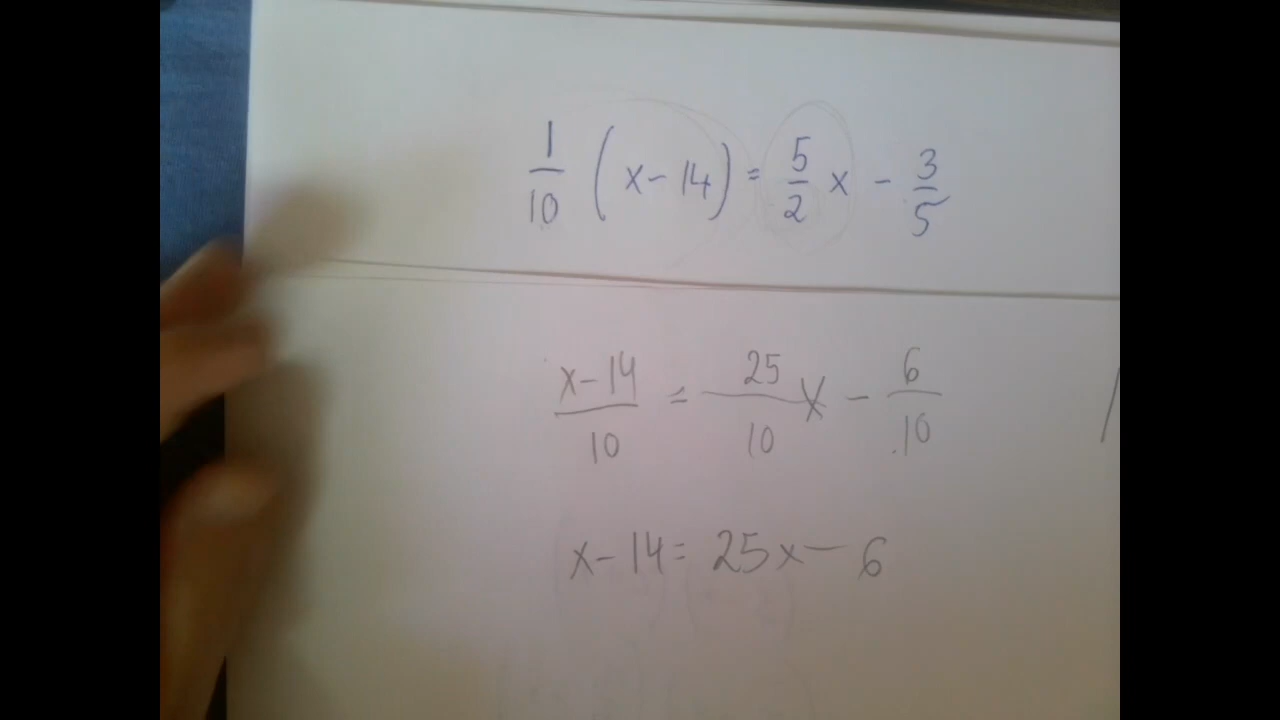 1/10 (x-14) = 5/2 x - 3/5
x-14/10 = 25/10 x - 6/10 /
x-14 = 25x - 6